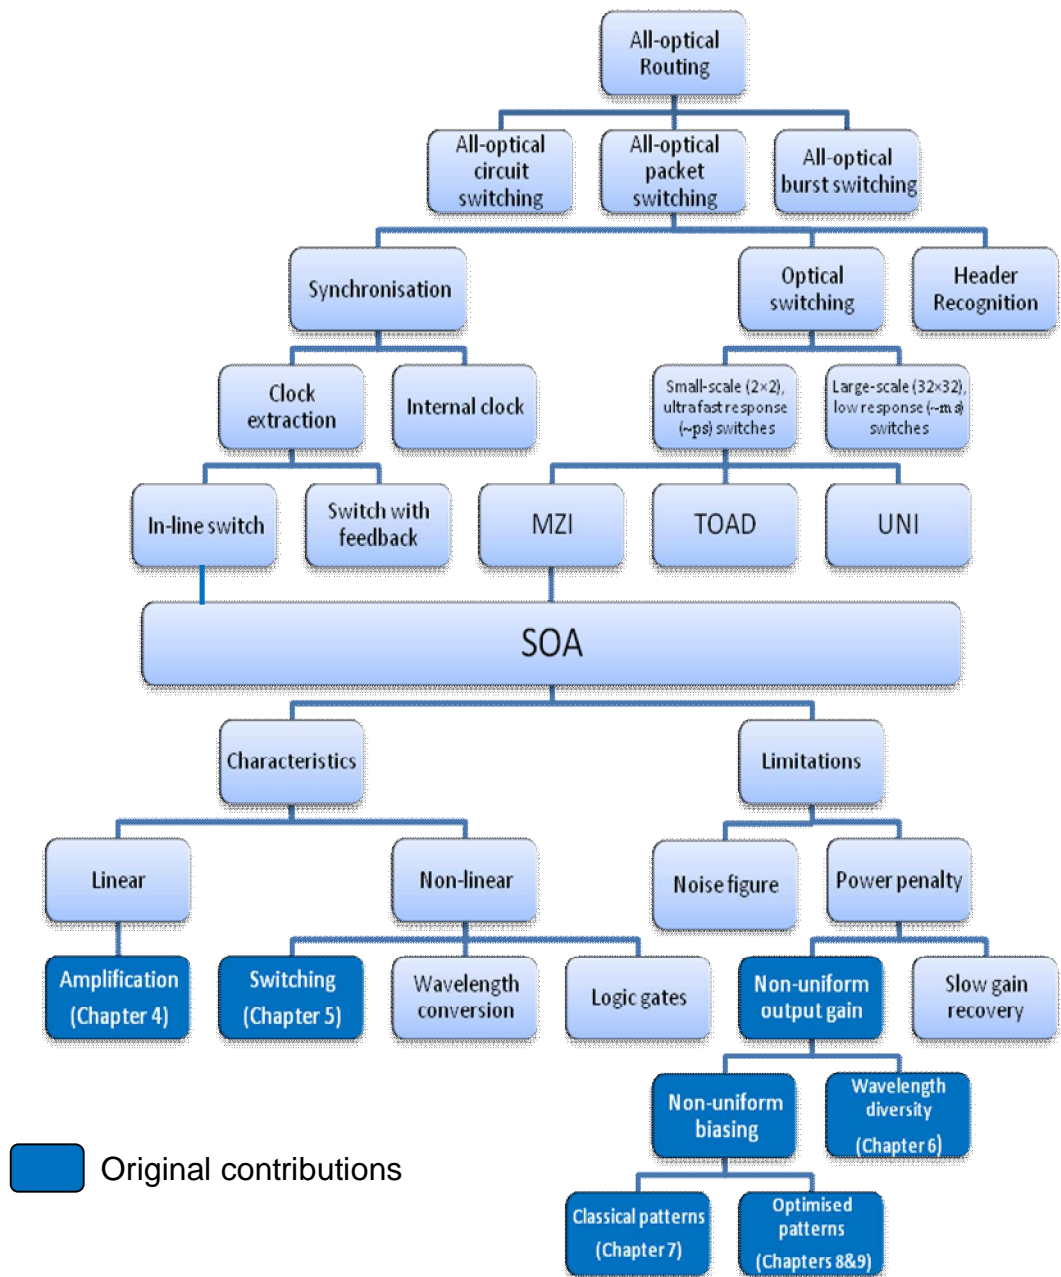 All-optical
Routing
All-optical
circuit
switching
All-optical
packet
switching
All-optical
burst switching
Synchronisation
Optical
switching
Header
Recognition
Clock
extraction
Internal clock
Small-scale (2×2),
ultra fast response
(~ps) switches
Large-scale (32×32),
low response (~ms)
switches
In-line switch
Switch with
feedback
MZI
TOAD
UNI
SOA
Characteristics
Limitations
Linear
Non-linear
Noise figure
Power penalty
Amplification
(Chapter 4)
Switching
(Chapter 5)
Wavelength
conversion
Logic gates
Non-uniform
output gain
Slow gain
recovery
Non-uniform
biasing
Wavelength
diversity
(Chapter 6)
Original contributions
Classical patterns
(Chapter 7)
Optimised
patterns
(Chapters 8&9)